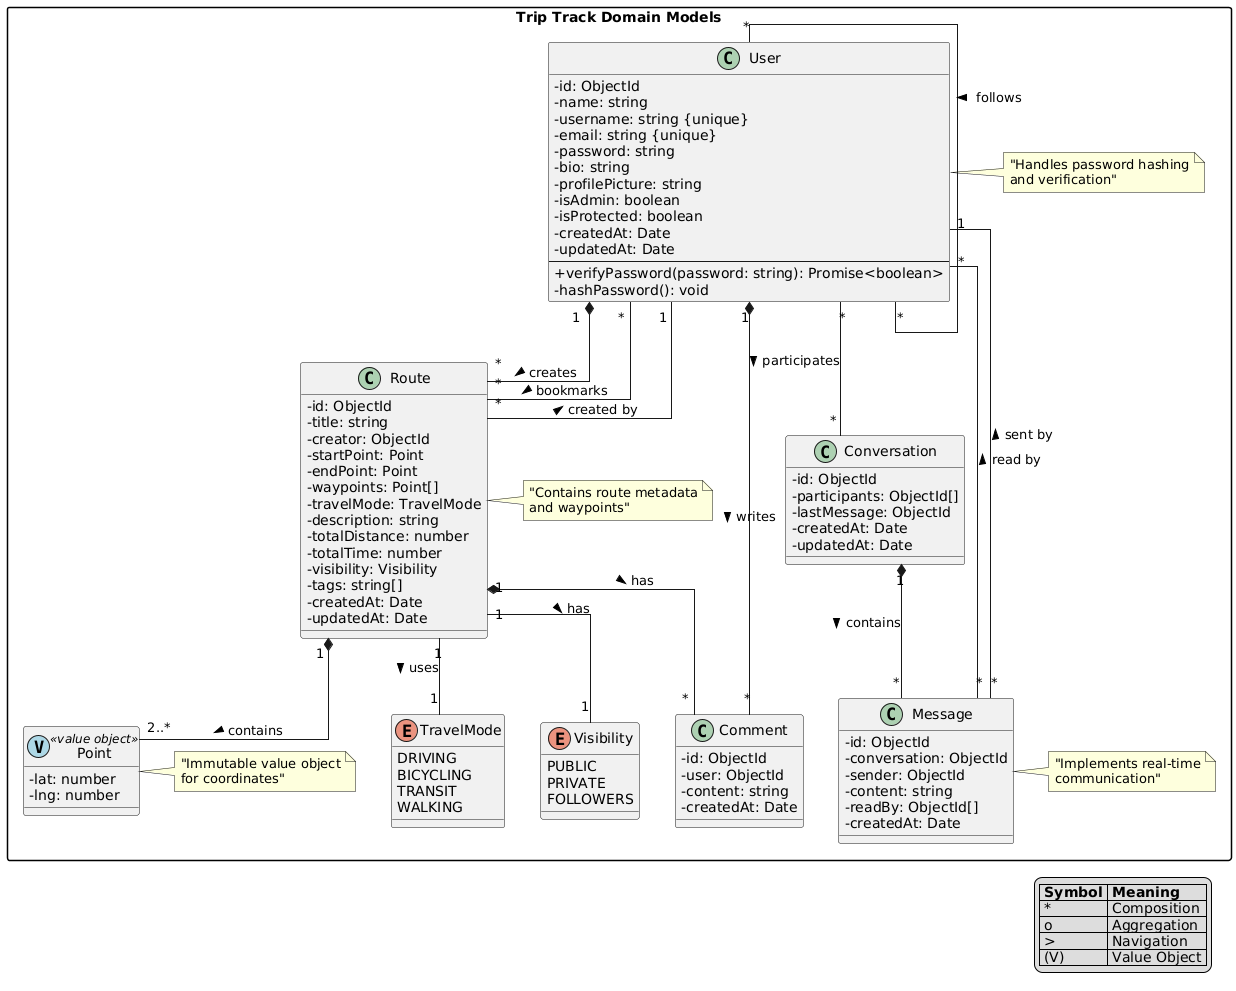 Trip Track Domain Models
*
User
-id: ObjectId
-name: string
-username: string {unique}
-email: string {unique}
-password: string
-bio: string
-profilePicture: string
-isAdmin: boolean
-isProtected: boolean
-createdAt: Date
-updatedAt: Date
+verifyPassword(password: string): Promise<boolean>
-hashPassword(): void
follows
"Handles password hashing
and verification"
1
*
1
*
1
1
*
*
participates
*
creates
*
bookmarks
*
created by
Route
-id: ObjectId
-title: string
-creator: ObjectId
-startPoint: Point
-endPoint: Point
-waypoints: Point[]
-travelMode: TravelMode
-description: string
-totalDistance: number
-totalTime: number
-visibility: Visibility
-tags: string[]
-createdAt: Date
-updatedAt: Date
"Contains route metadata
and waypoints"
writes
*
Conversation
-id: ObjectId
-participants: ObjectId[]
-lastMessage: ObjectId
-createdAt: Date
-updatedAt: Date
sent by
read by
1
has
1
has
1
contains
1
1
uses
2..*
contains
1
1
*
*
*
*
*
<<value object>>
V
Point
-lat: number
-lng: number
"Immutable value object
for coordinates"
E
TravelMode
DRIVING
BICYCLING
TRANSIT
WALKING
E
Visibility
PUBLIC
PRIVATE
FOLLOWERS
C
Comment
-id: ObjectId
-user: ObjectId
-content: string
-createdAt: Date
C
Message
-id: ObjectId
-conversation: ObjectId
-sender: ObjectId
-content: string
-readBy: ObjectId[]
-createdAt: Date
"Implements real-time
communication"
Symbol Meaning
* Composition
o Aggregation
> Navigation
(V) Value Object